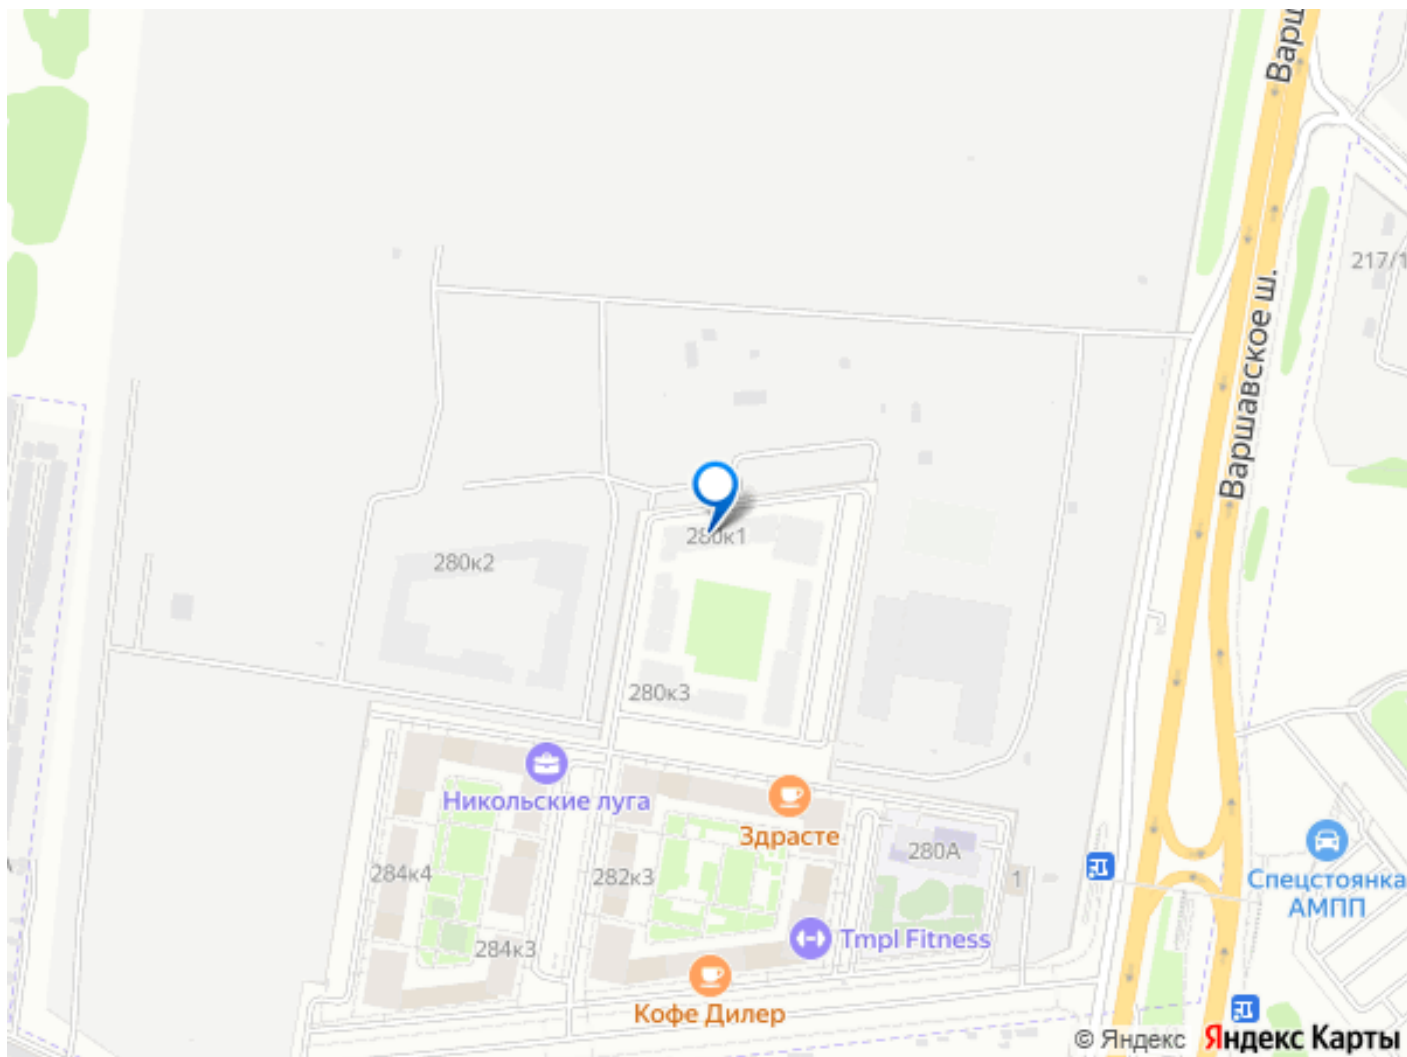 Варш
217/1
Варшавское ш.
280к1
280к2
280к3
Никольские луга
Здрасте
280А
284к4
282к3
1
Спецстоянка
АМПП
Tmpl Fitness
284к3
Кофе Дилер
© Яндекс Яндекс Карты